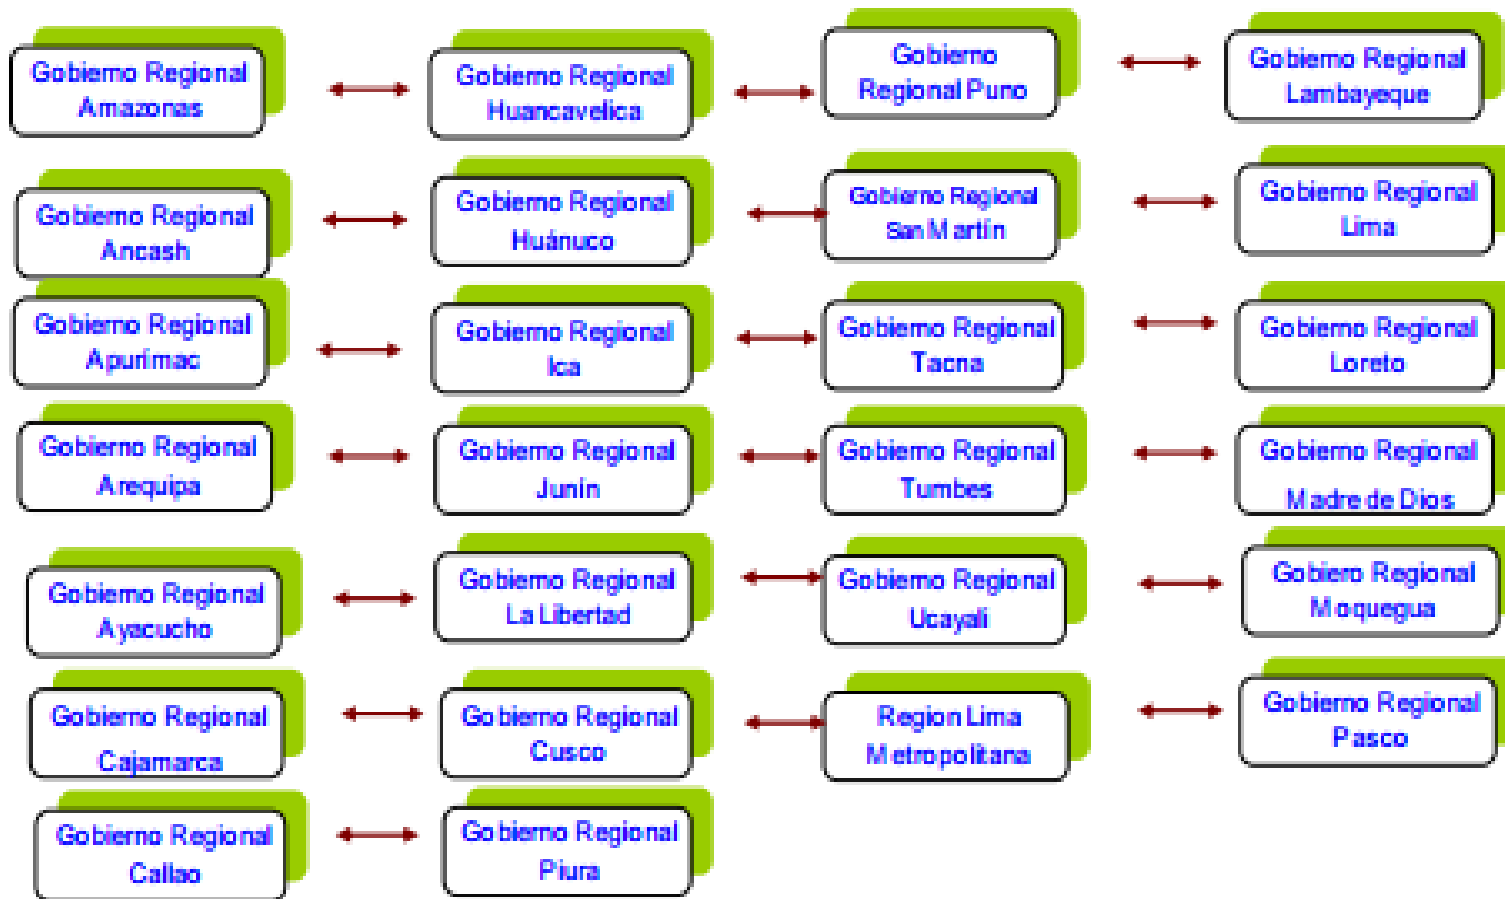 Gobierno Regional
Amazonas
Gobierno Regional
Huancavelica
Gobierno
Regional Puno
Gobierno Regional
Lambayeque
Gobierno Regional
Ancash
Gobierno Regional
Huánuco
Gobierno Regional
San Martín
Gobierno Regional
Lima
Gobierno Regional
Apurímac
Gobierno Regional
Ica
Gobierno Regional
Tacna
Gobierno Regional
Loreto
Gobierno Regional
Arequipa
Gobierno Regional
Junín
Gobierno Regional
Tumbes
Gobierno Regional
Madre de Dios
Gobierno Regional
Ayacucho
Gobierno Regional
La Libertad
Gobierno Regional
Ucayali
Gobiero Regional
Moquegua
Gobierno Regional
Cajamarca
Gobierno Regional
Cusco
Region Lima
Metropolitana
Gobierno Regional
Pasco
Gobierno Regional
Callao
Gobierno Regional
Piura